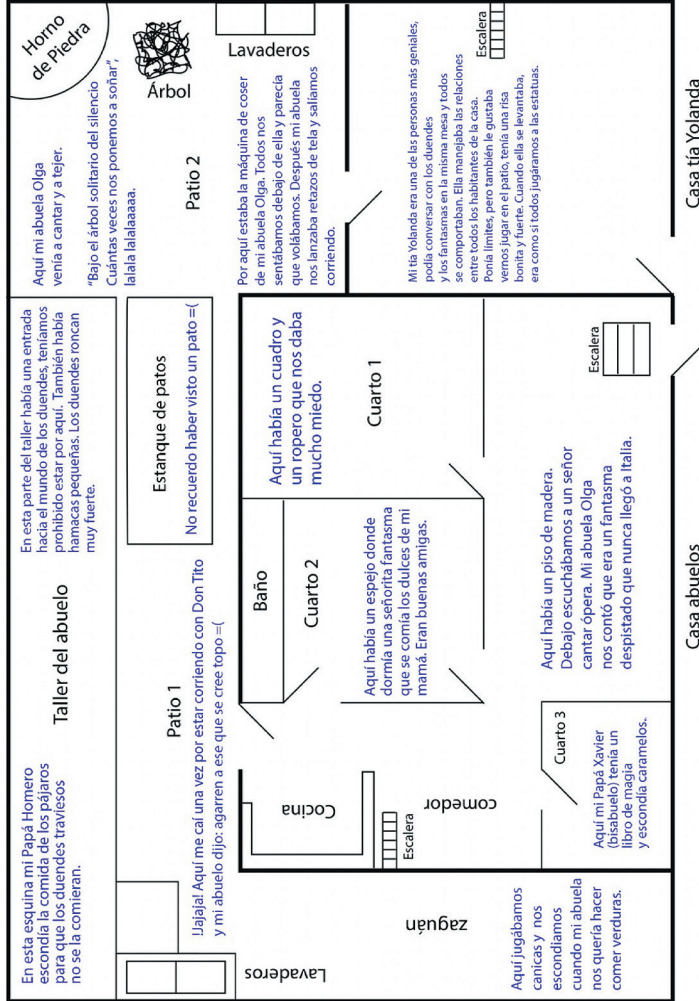 Horno
de Piedra
Árbol
Lavaderos
Escalera
Aquí mi abuela Olga
venía a cantar y a tejer.
"Bajo el árbol solitario del silencio
Cuántas veces nos ponemos a soñar",
lalala lalalaaaaa.
Patio 2
Por aquí estaba la máquina de coser
de mi abuela Olga. Todos nos
sentábamos debajo de ella y parecía
que volábamos. Después mi abuela
nos lanzaba retazos de tela y salíamos
corriendo.
Mi tía Yolanda era una de las personas más geniales,
podía conversar con los duendes
y los fantasmas en la misma mesa y todos
se comportaban. Ella manejaba las relaciones
entre todos los habitantes de la casa.
Ponía límites, pero también le gustaba
vernos jugar en el patio, tenía una risa
bonita y fuerte. Cuando ella se levantaba,
era como si todos jugáramos a las estatuas.
Casa tía Yolanda
En esta parte del taller había una entrada
hacia el mundo de los duendes, teníamos
prohibido estar por aquí. También había
hamacas pequeñas. Los duendes roncan
muy fuerte.
Estanque de patos
No recuerdo haber visto un pato =(
Aquí había un cuadro y
un ropero que nos daba
mucho miedo.
Cuarto 1
Escalera
Taller del abuelo
Baño
Cuarto 2
Aquí había un espejo donde
dormía una señorita fantasma
que se comía los dulces de mi
mamá. Eran buenas amigas.
Aquí había un piso de madera.
Debajo escuchábamos a un señor
cantar ópera. Mi abuela Olga
nos contó que era un fantasma
despistado que nunca llegó a Italia.
Casa abuelos
En esta esquina mi Papá Homero
escondía la comida de los pájaros
para que los duendes traviesos
no se la comieran.
Patio 1
!Jajaja! Aquí me caí una vez por estar corriendo con Don Tito
y mi abuelo dijo: agarren a ese que se cree topo =(
Cocina
Escalera
comedor
Cuarto 3
Aquí mi Papá Xavier
(bisabuelo) tenía un
libro de magia
y escondía caramelos.
Lavaderos
zaguán
Aquí jugábamos
canicas y nos
escondíamos
cuando mi abuela
nos quería hacer
comer verduras.